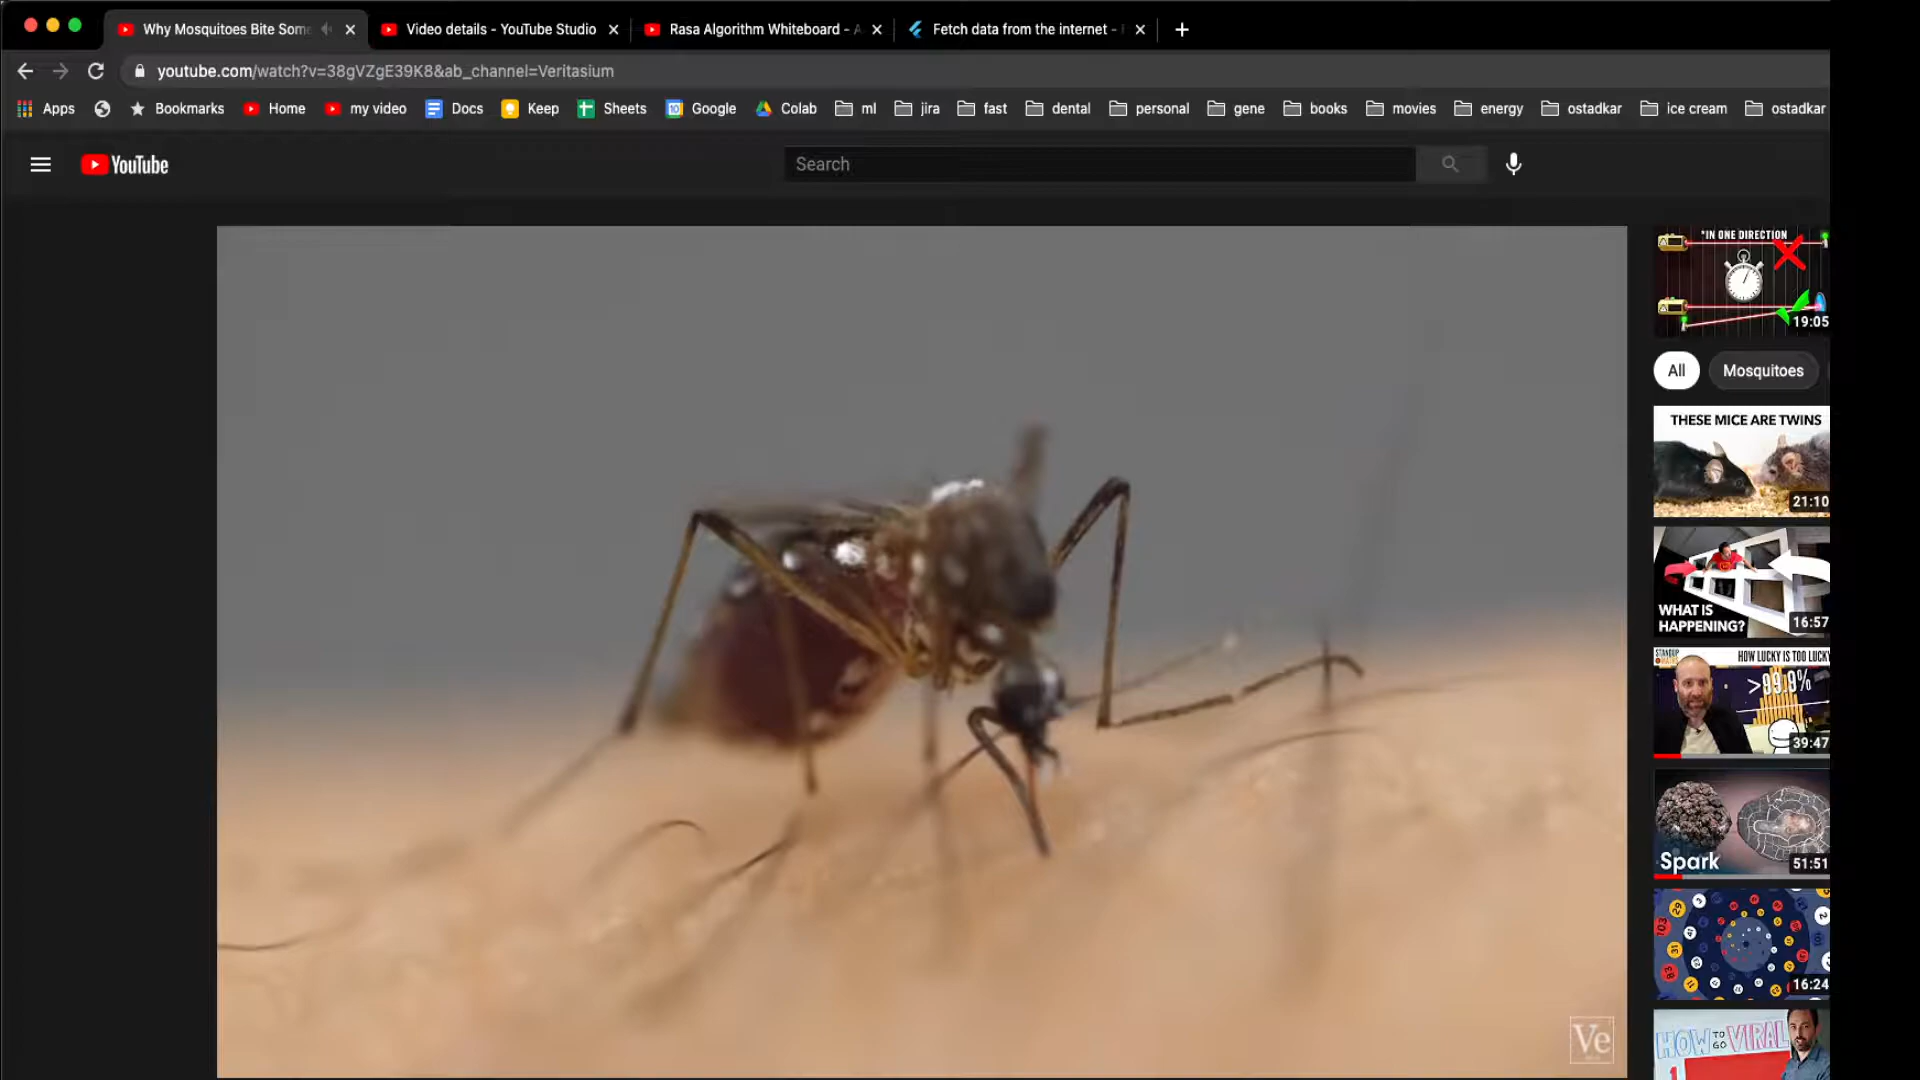 Why Mosquitoes Bite Som
Video details - YouTube Studio
Rasa Algorithm Whiteboard - A
Fetch data from the internet -
youtube.com/watch?v=38gVZgE39K8&ab_channel=Veritasium
Apps Bookmarks Home my video Docs Keep Sheets Google Colab ml jira fast dental personal gene books movies energy ostadkar ice cream ostadkar
YouTube
Search
*IN ONE DIRECTION
19:05
All Mosquitoes
THESE MICE ARE TWINS
21:10
WHAT IS
HAPPENING?
16:57
STANDUP
HOW LUCKY IS TOO LUCKY
>99.9%
39:47
Spark
51:51
16:24
HOW TO GO VIRAL
1
Ve